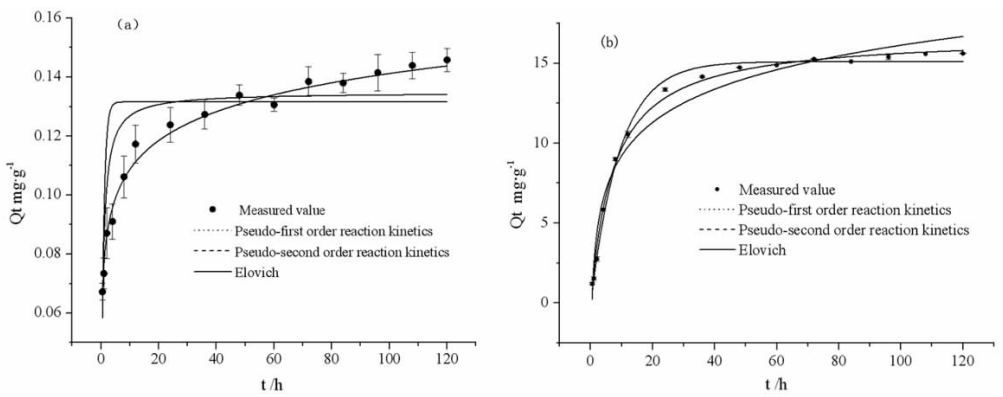 (a)
0.16
0.14
0.12
0.10
0.08
0.06
Qt mg·g⁻¹
Measured value
Pseudo-first order reaction kinetics
Pseudo-second order reaction kinetics
Elovich
0 20 40 60 80 100 120
t /h
(b)
15
10
5
0
Qt mg·g⁻¹
Measured value
Pseudo-first order reaction kinetics
Pseudo-second order reaction kinetics
Elovich
0 20 40 60 80 100 120
t /h